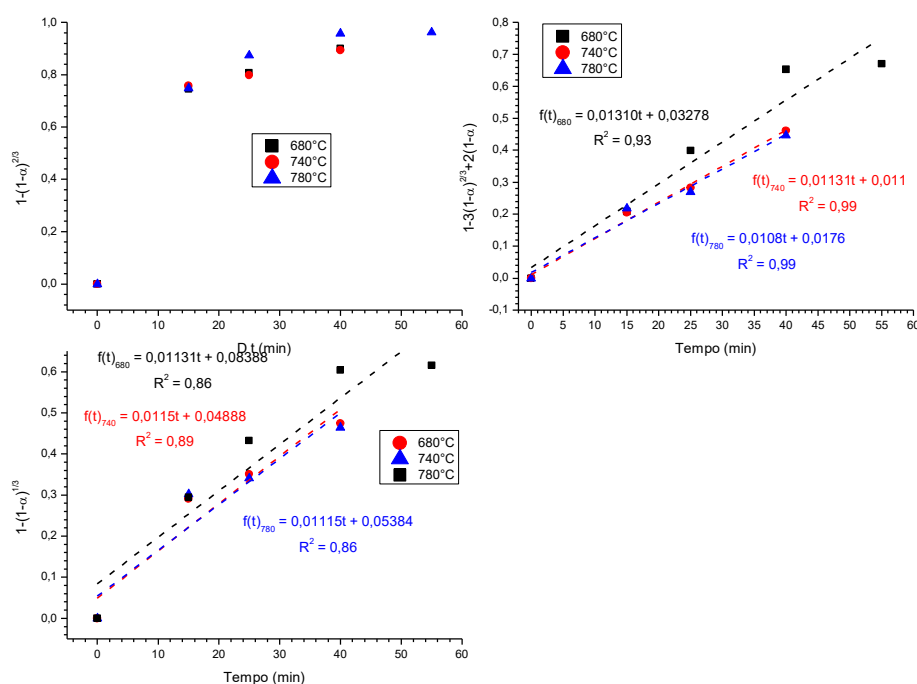 1,0
0,8
0,6
0,4
0,2
0,0
1-(1-α)^2/3
680°C
740°C
780°C
0 10 20 30 40 50 60
D t (min)
0,8
0,7
0,6
0,5
0,4
0,3
0,2
0,1
0,0
-0,1
1-3(1-α)^2/3+2(1-α)
680°C
740°C
780°C
f(t)680 = 0,01310t + 0,03278
R² = 0,93
f(t)740 = 0,01131t + 0,011
R² = 0,99
f(t)780 = 0,0108t + 0,0176
R² = 0,99
0 5 10 15 20 25 30 35 40 45 50 55 60
Tempo (min)
f(t)680 = 0,01131t + 0,08388
R² = 0,86
f(t)740 = 0,0115t + 0,04888
R² = 0,89
0,6
0,5
0,4
0,3
0,2
0,1
0,0
1-(1-α)^1/3
680°C
740°C
780°C
f(t)780 = 0,01115t + 0,05384
R² = 0,86
0 10 20 30 40 50 60
Tempo (min)